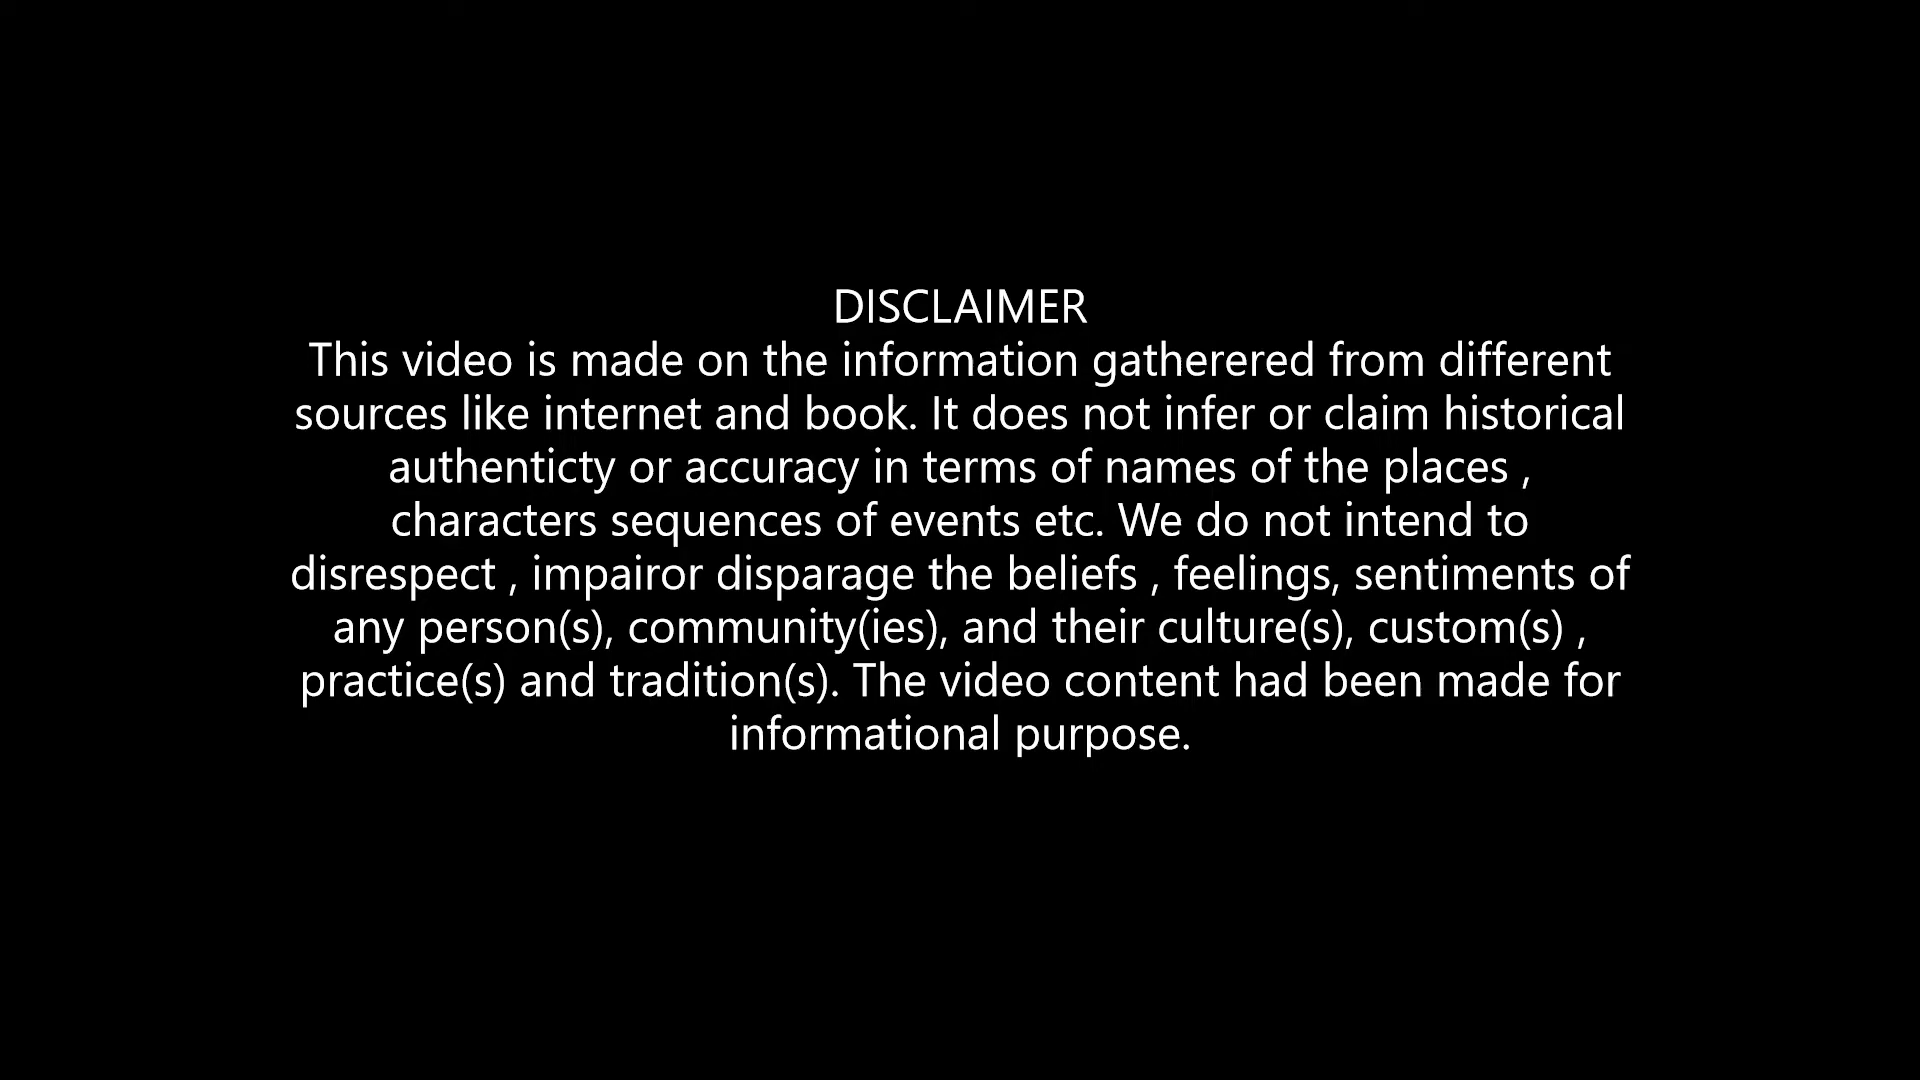 DISCLAIMER
This video is made on the information gatherered from different
sources like internet and book. It does not infer or claim historical
authenticty or accuracy in terms of names of the places ,
characters sequences of events etc. We do not intend to
disrespect , impairor disparage the beliefs , feelings, sentiments of
any person(s), community(ies), and their culture(s), custom(s) ,
practice(s) and tradition(s). The video content had been made for
informational purpose.